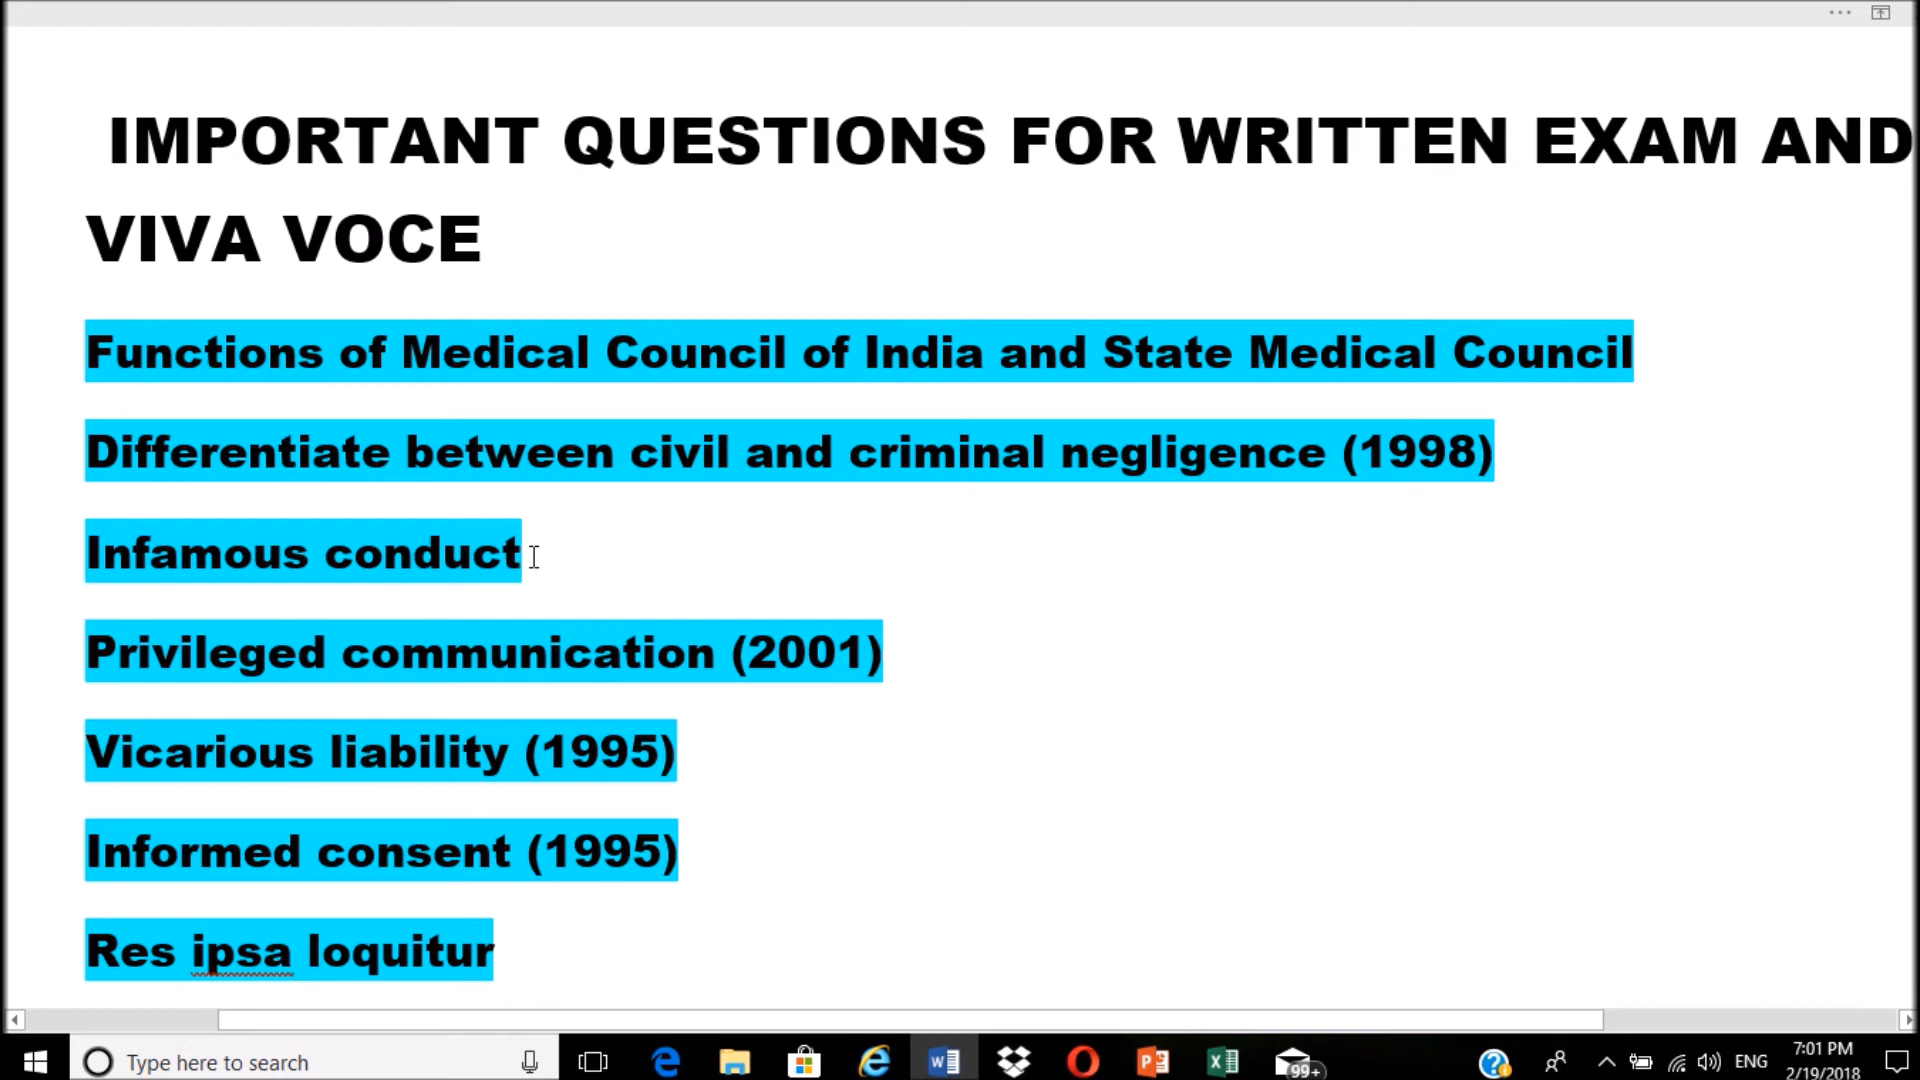 IMPORTANT QUESTIONS FOR WRITTEN EXAM AND
VIVA VOCE
Functions of Medical Council of India and State Medical Council
Differentiate between civil and criminal negligence (1998)
Infamous conduct
Privileged communication (2001)
Vicarious liability (1995)
Informed consent (1995)
Res ipsa loquitur
Type here to search
99+
ENG
7:01 PM
2/19/2018